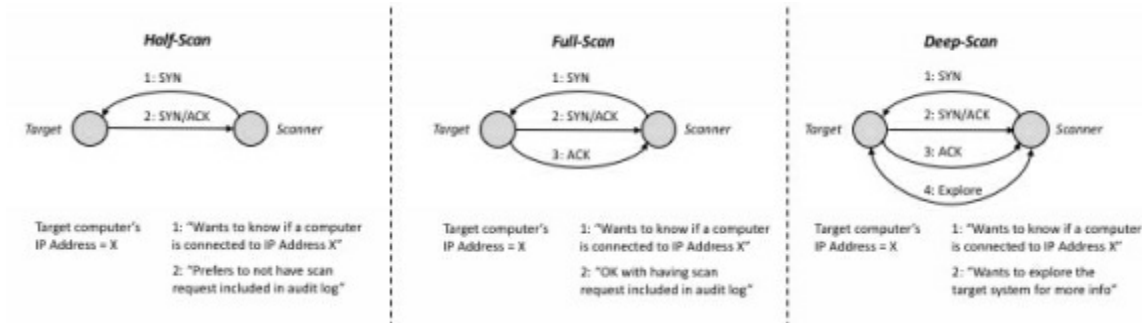 Half-Scan
1: SYN
2: SYN/ACK
Target
Scanner
Target computer's
IP Address = X
1: "Wants to know if a computer
is connected to IP Address X"
2: "Prefers to not have scan
request included in audit log"
Full-Scan
1: SYN
2: SYN/ACK
Target
Scanner
3: ACK
Target computer's
IP Address = X
1: "Wants to know if a computer
is connected to IP Address X"
2: "OK with having scan
request included in audit log"
Deep-Scan
1: SYN
2: SYN/ACK
Target
Scanner
3: ACK
4: Explore
Target computer's
IP Address = X
1: "Wants to know if a computer
is connected to IP Address X"
2: "Wants to explore the
target system for more info"